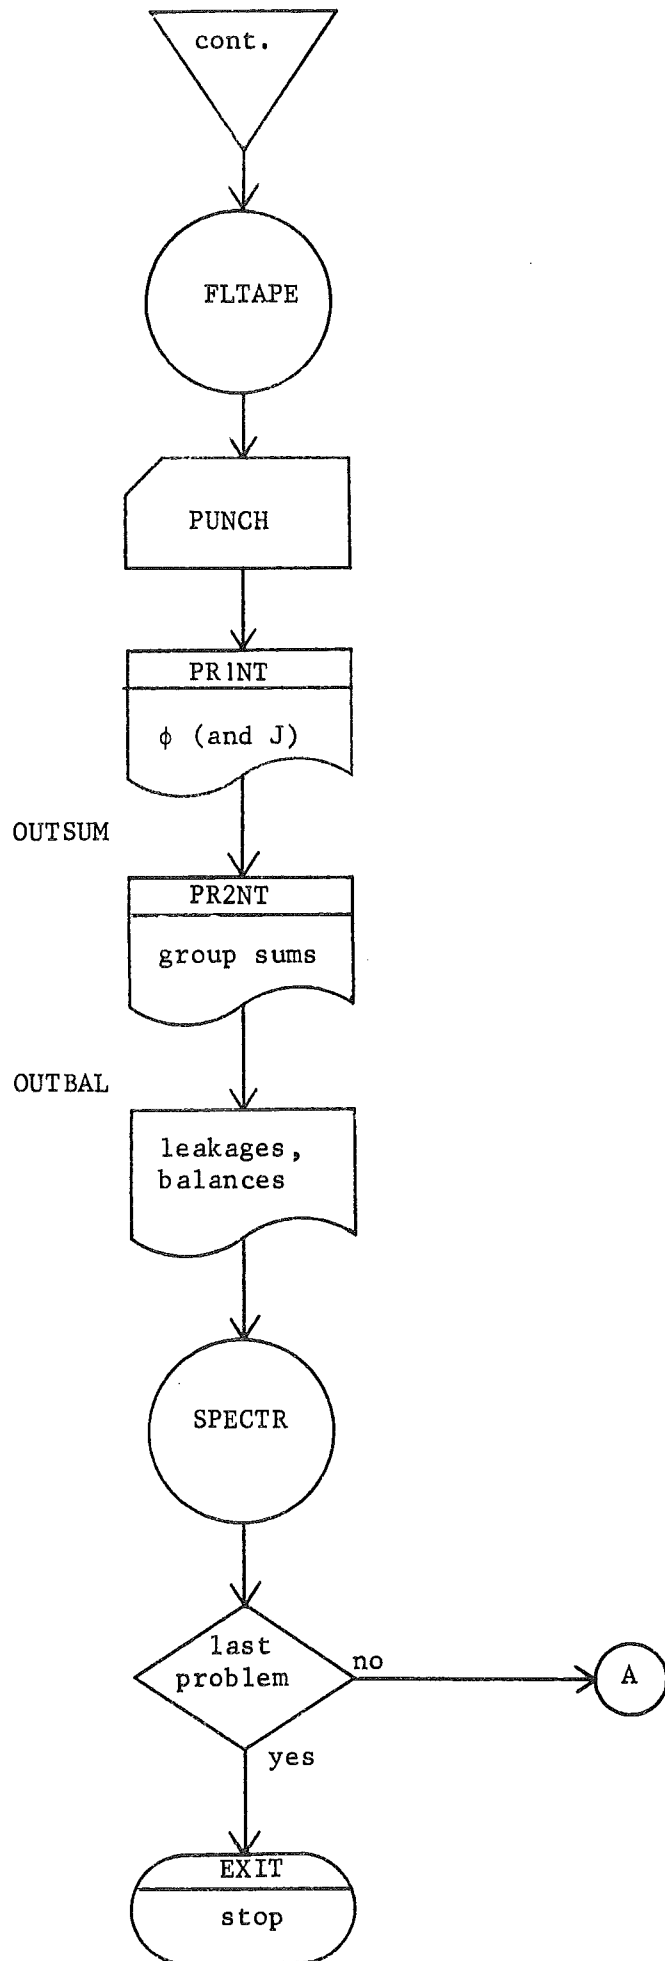 cont.
FLTAPE
PUNCH
PR1NT
φ (and J)
OUTSUM
PR2NT
group sums
OUTBAL
leakages,
balances
SPECTR
last
problem
no
A
yes
EXIT
stop